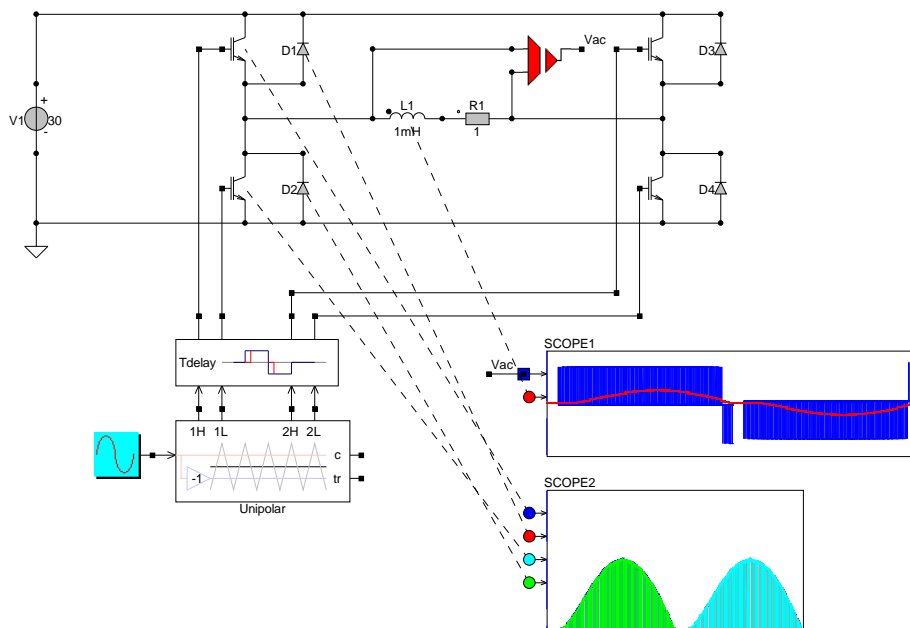 Vac
D1
D3
+
V1
30
-
L1
R1
1mH
1
D2
D4
Tdelay
SCOPE1
Vac
1H 1L 2H 2L
c
-1
tr
Unipolar
SCOPE2